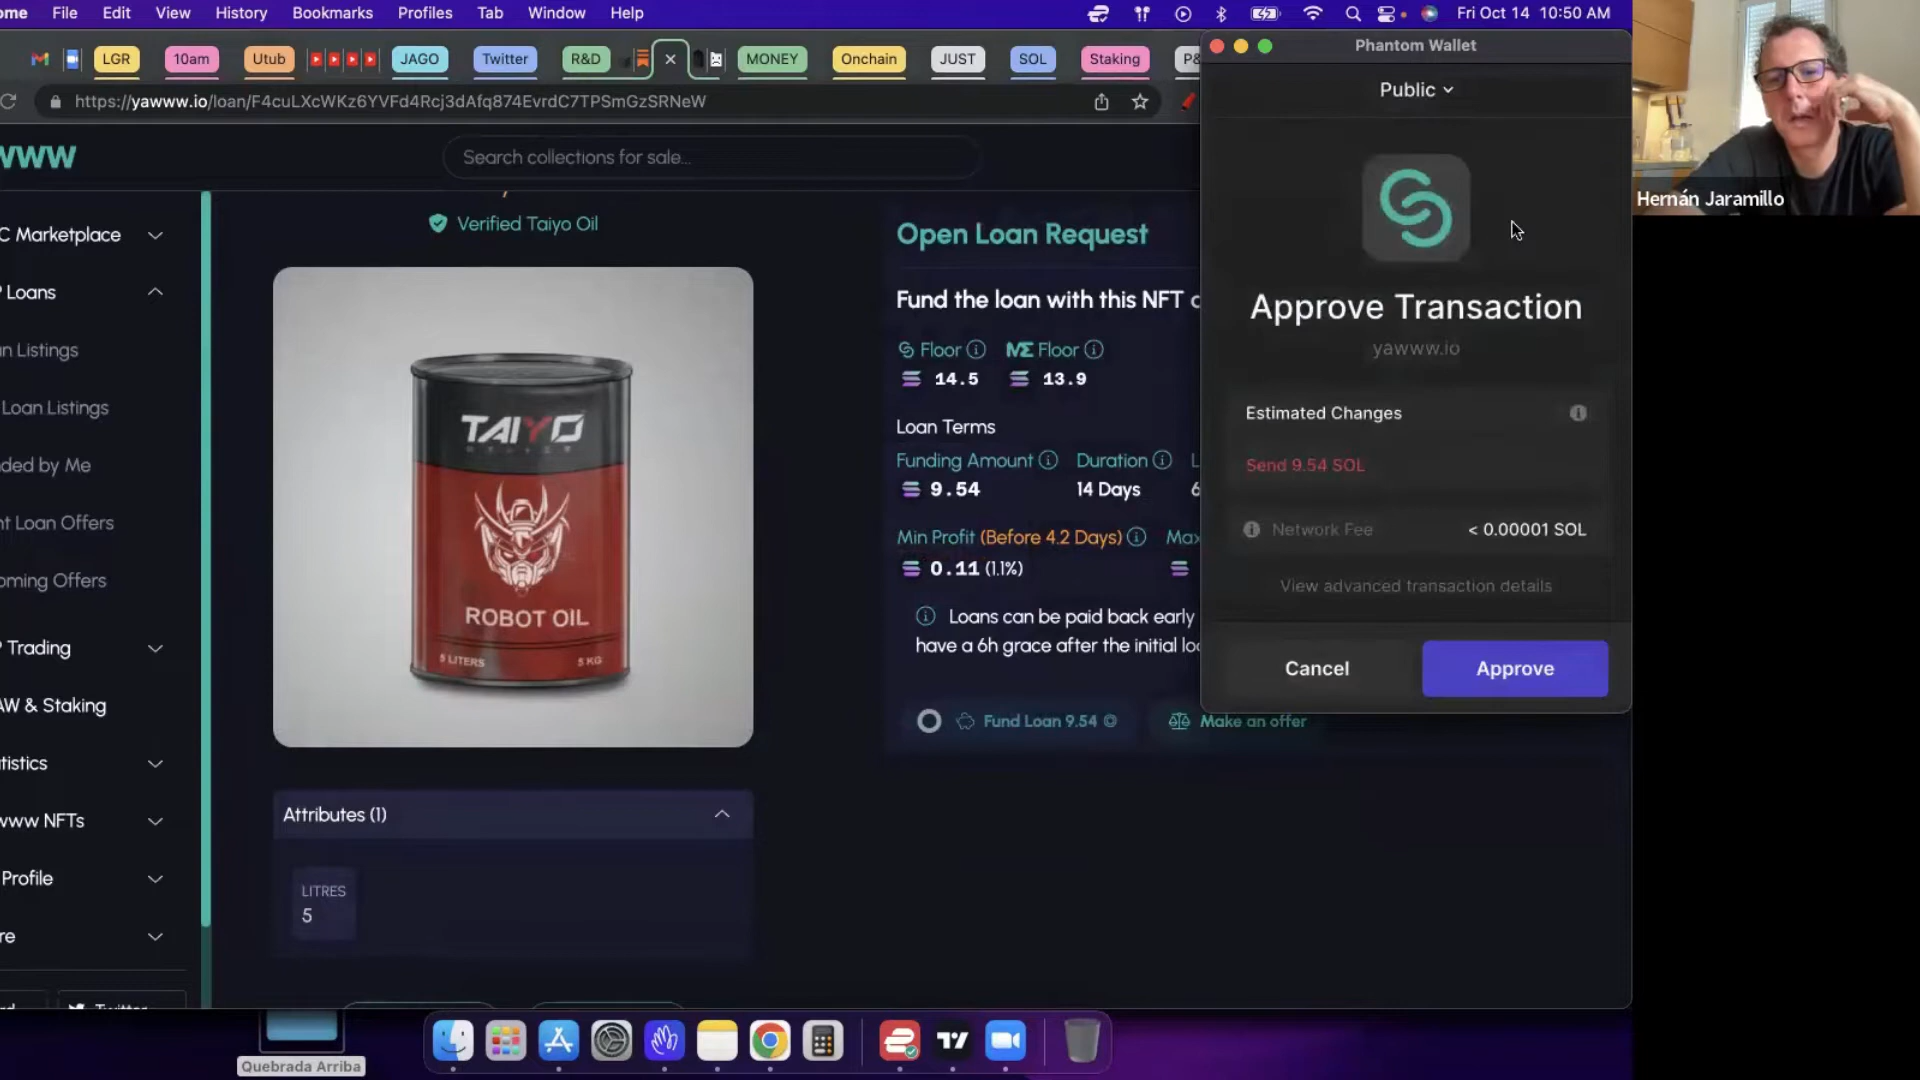 ome File Edit View History Bookmarks Profiles Tab Window Help Fri Oct 14 10:50 AM
LGR 10am Utub JAGO Twitter R&D MONEY Onchain JUST SOL Staking P&
https://yawww.io/loan/F4cuLXcWKz6YVFd4Rcj3dAfq874EvrdC7TPSmGzSRNeW
www
Search collections for sale...
C Marketplace
P Loans
n Listings
Loan Listings
ded by Me
nt Loan Offers
oming Offers
P Trading
AW & Staking
tistics
www NFTs
Profile
re
Verified Taiyo Oil
TAIYO
ROBOT OIL
5 LITERS 5 KG
Attributes (1)
LITRES
5
Open Loan Request
Fund the loan with this NFT
Floor ME Floor
14.5 13.9
Loan Terms
Funding Amount Duration L
9.54 14 Days 6
Min Profit (Before 4.2 Days) Max
0.11 (1.1%)
Loans can be paid back early
have a 6h grace after the initial lo
Fund Loan 9.54 Make an offer
Phantom Wallet
Public
Approve Transaction
yawww.io
Estimated Changes
Send 9.54 SOL
Network Fee < 0.00001 SOL
View advanced transaction details
Cancel Approve
Hernán Jaramillo
Quebrada Arriba